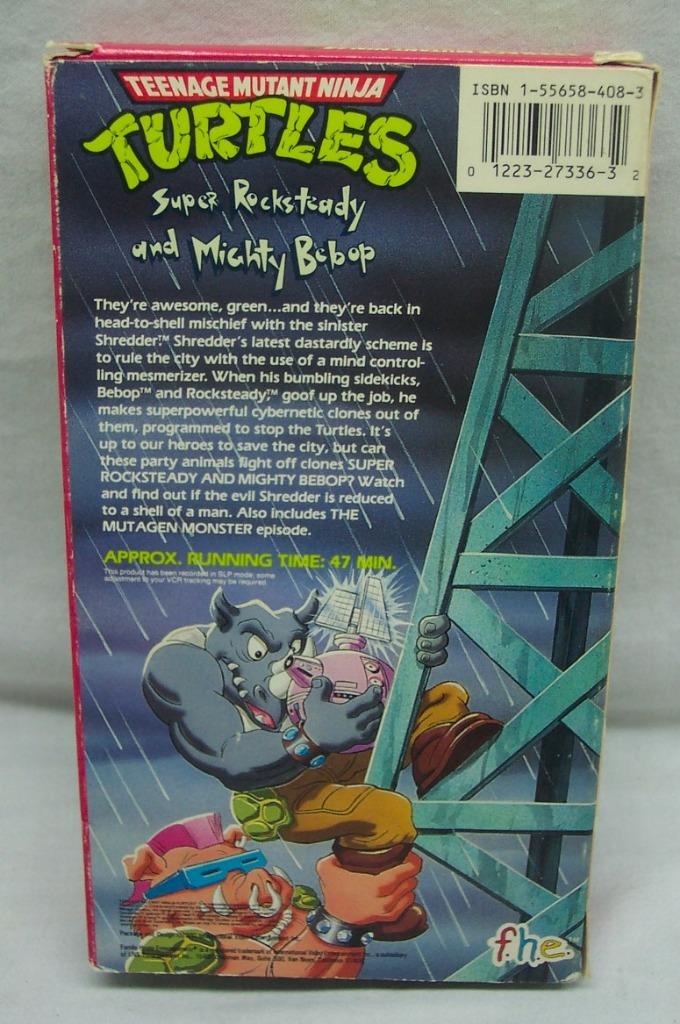 TEENAGE MUTANT NINJA
TURTLES
Super Rocksteady
and Mighty Bebop
ISBN 1-55658-408-3
0 1223-27336-3 2
They're awesome, green...and they're back in
head-to-shell mischief with the sinister
Shredder.™ Shredder's latest dastardly scheme is
to rule the city with the use of a mind control-
ling mesmerizer. When his bumbling sidekicks,
Bebop™ and Rocksteady,™ goof up the job, he
makes superpowerful cybernetic clones out of
them, programmed to stop the Turtles. It's
up to our heroes to save the city, but can
these party animals fight off clones SUPER
ROCKSTEADY AND MIGHTY BEBOP? Watch
and find out if the evil Shredder is reduced
to a shell of a man. Also includes THE
MUTAGEN MONSTER episode.
APPROX. RUNNING TIME: 47 MIN.
This product has been recorded in SLP mode, some
adjustment to your VCR tracking may be required.
f.h.e.